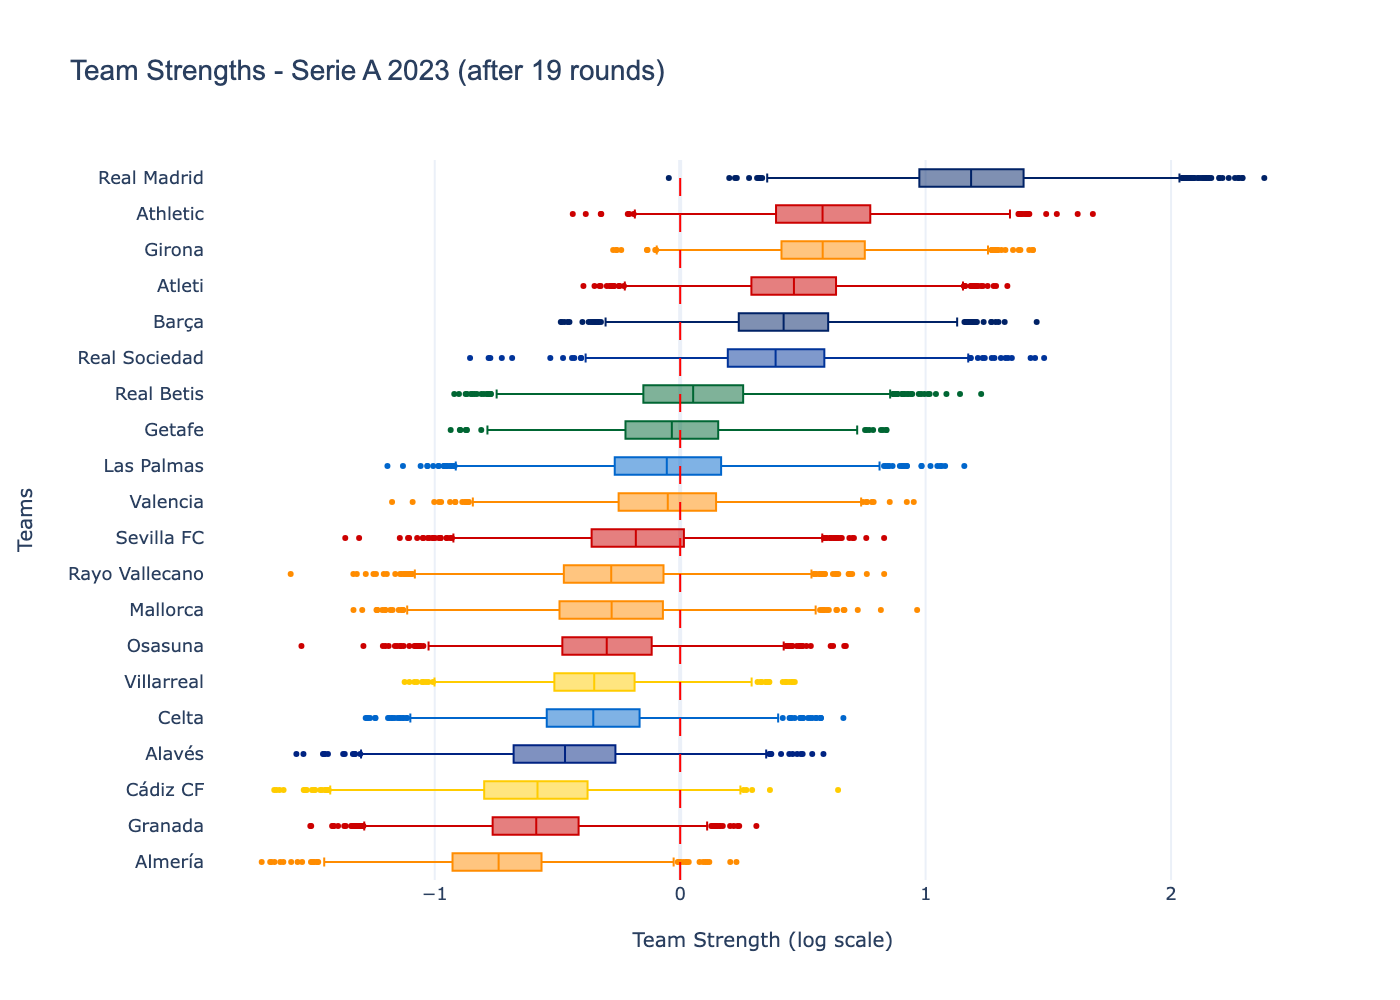 Team Strengths - Serie A 2023 (after 19 rounds)
Real Madrid
Athletic
Girona
Atleti
Barça
Real Sociedad
Real Betis
Getafe
Las Palmas
Valencia
Sevilla FC
Rayo Vallecano
Mallorca
Osasuna
Villarreal
Celta
Alavés
Cádiz CF
Granada
Almería
Teams
−1 0 1 2
Team Strength (log scale)